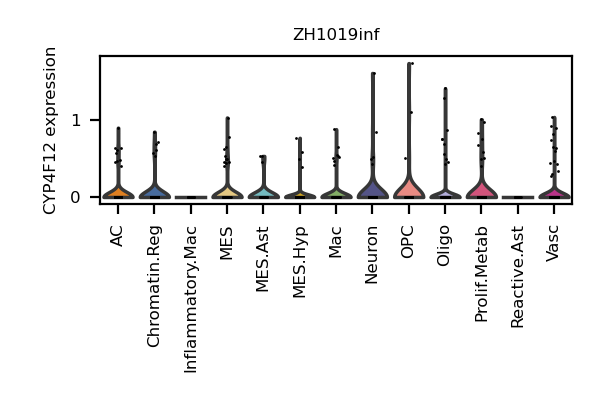 ZH1019inf
CYP4F12 expression
1
0
AC
Chromatin.Reg
Inflammatory.Mac
MES
MES.Ast
MES.Hyp
Mac
Neuron
OPC
Oligo
Prolif.Metab
Reactive.Ast
Vasc